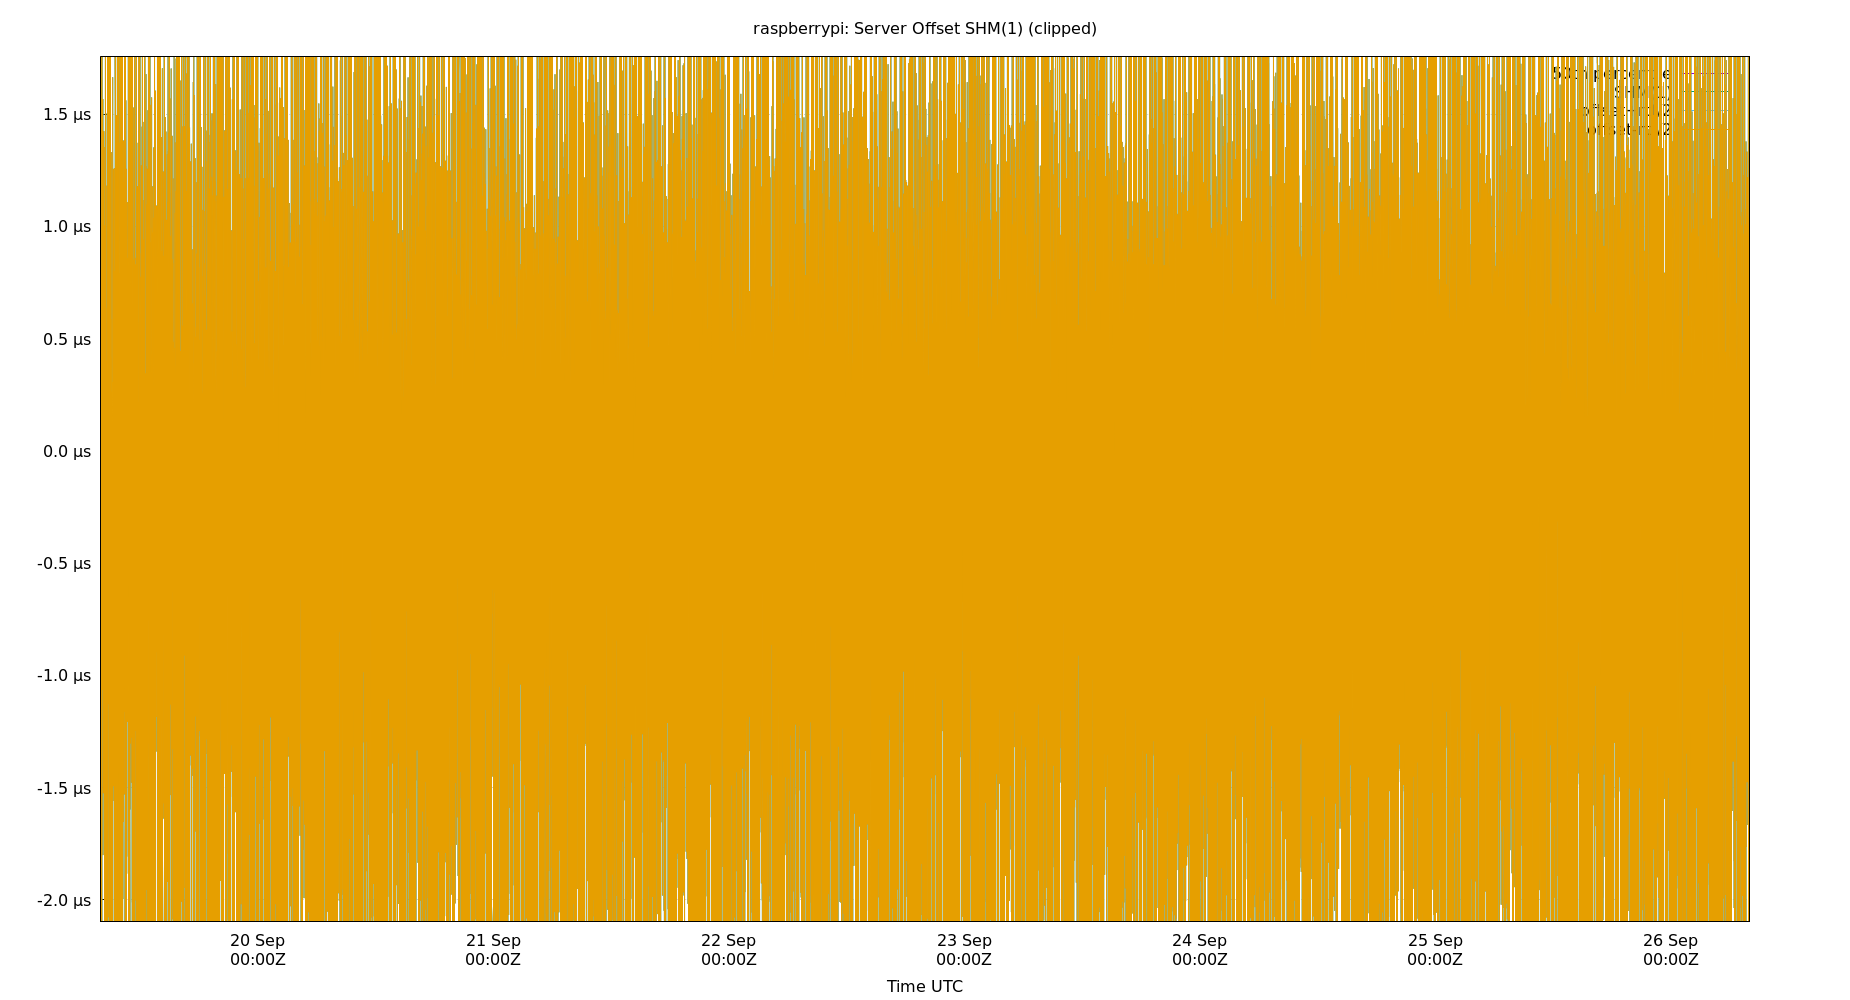 raspberrypi: Server Offset SHM(1) (clipped)
1.5 µs
1.0 µs
0.5 µs
0.0 µs
-0.5 µs
-1.0 µs
-1.5 µs
-2.0 µs
20 Sep
00:00Z
21 Sep
00:00Z
22 Sep
00:00Z
23 Sep
00:00Z
24 Sep
00:00Z
25 Sep
00:00Z
26 Sep
00:00Z
Time UTC